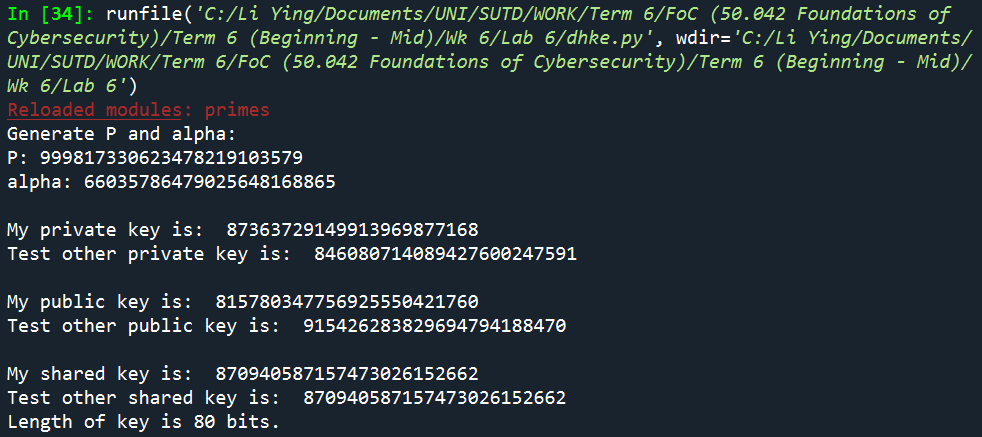 In [34]: runfile('C:/Li Ying/Documents/UNI/SUTD/WORK/Term 6/FoC (50.042 Foundations of
Cybersecurity)/Term 6 (Beginning - Mid)/Wk 6/Lab 6/dhke.py', wdir='C:/Li Ying/Documents/
UNI/SUTD/WORK/Term 6/FoC (50.042 Foundations of Cybersecurity)/Term 6 (Beginning - Mid)/
Wk 6/Lab 6')
Reloaded modules: primes
Generate P and alpha:
P: 999817330623478219103579
alpha: 660357864790256481​68865
My private key is:  87363729149913969877168
Test other private key is:  846080714089427600247591
My public key is:  815780347756925550421760
Test other public key is:  915426283829694794188470
My shared key is:  870940587157473026152662
Test other shared key is:  870940587157473026152662
Length of key is 80 bits.